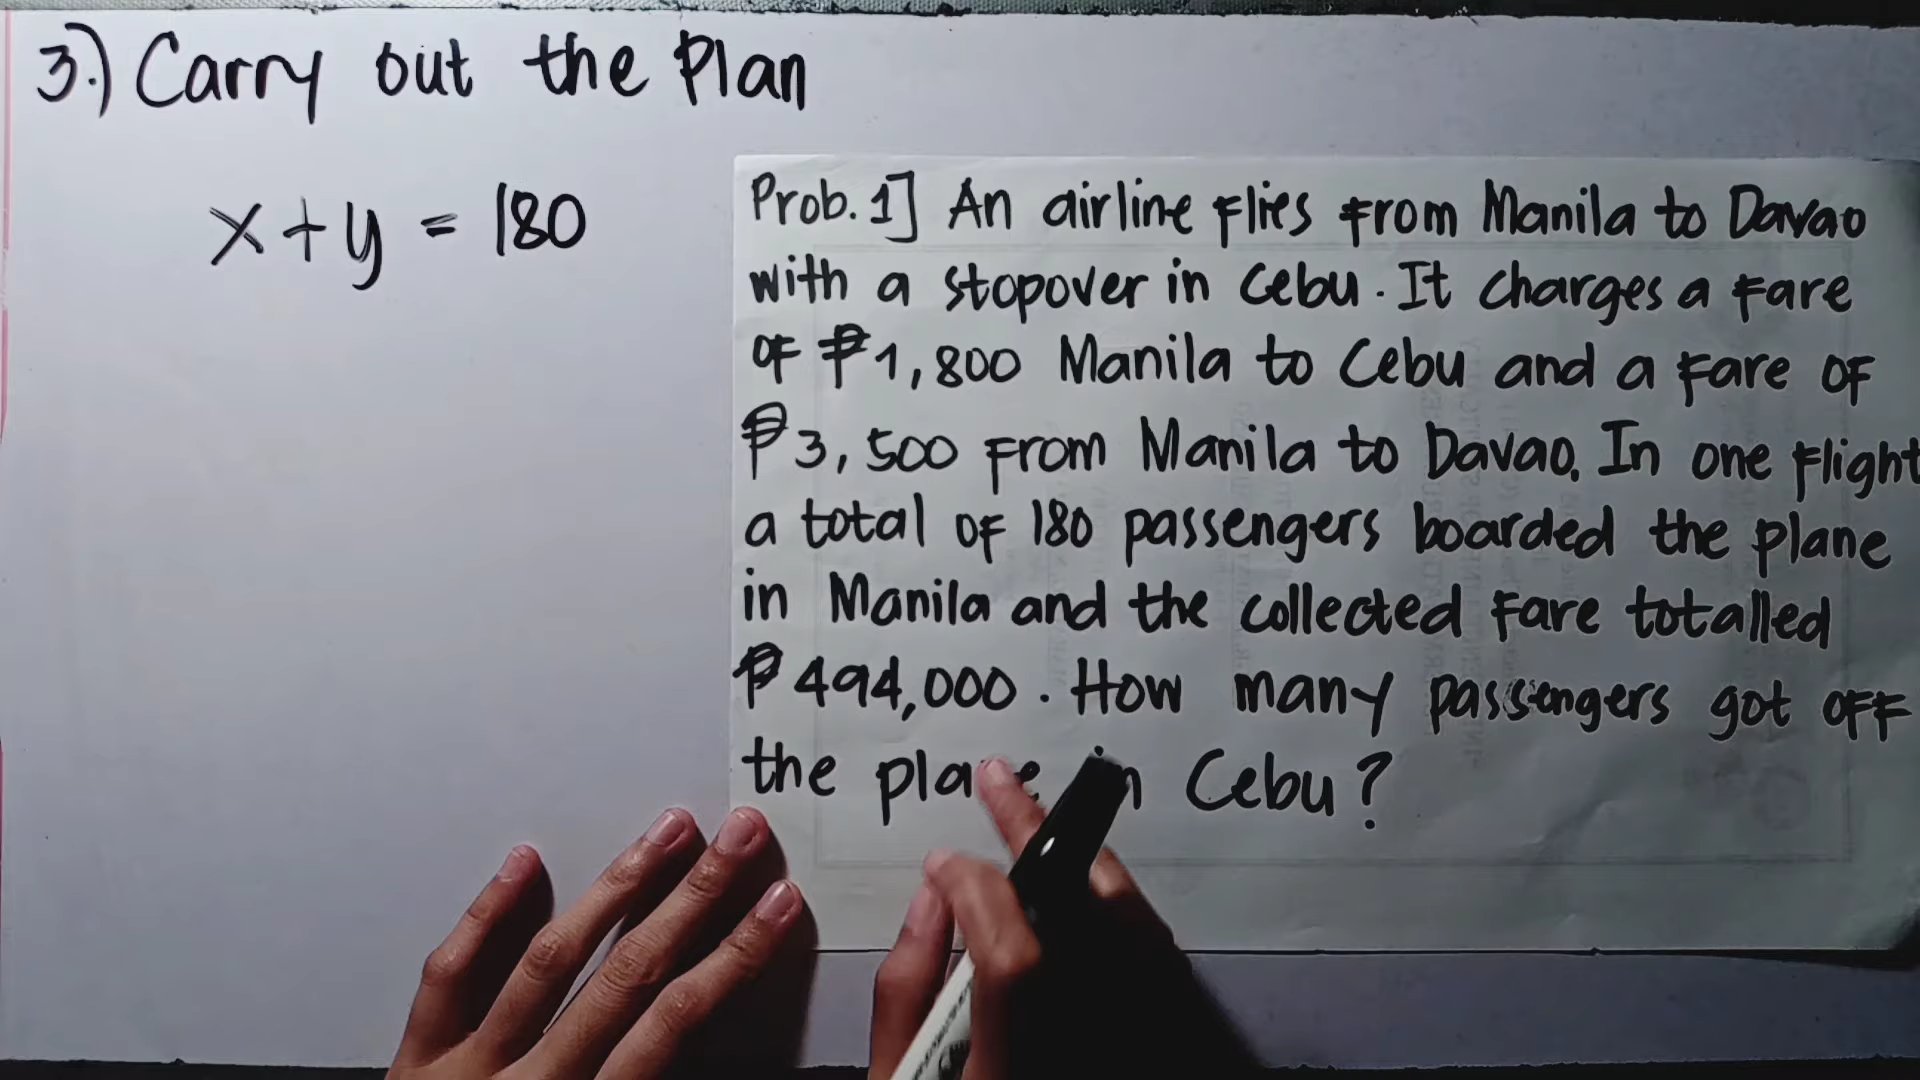 3.) Carry out the Plan
x + y = 180
Prob. 1] An airline flies from Manila to Davao
with a stopover in Cebu. It charges a fare
of ₱1,800 Manila to Cebu and a fare of
₱3,500 from Manila to Davao. In one flight
a total of 180 passengers boarded the plane
in Manila and the collected fare totalled
₱494,000. How many passengers got off
the in Cebu?